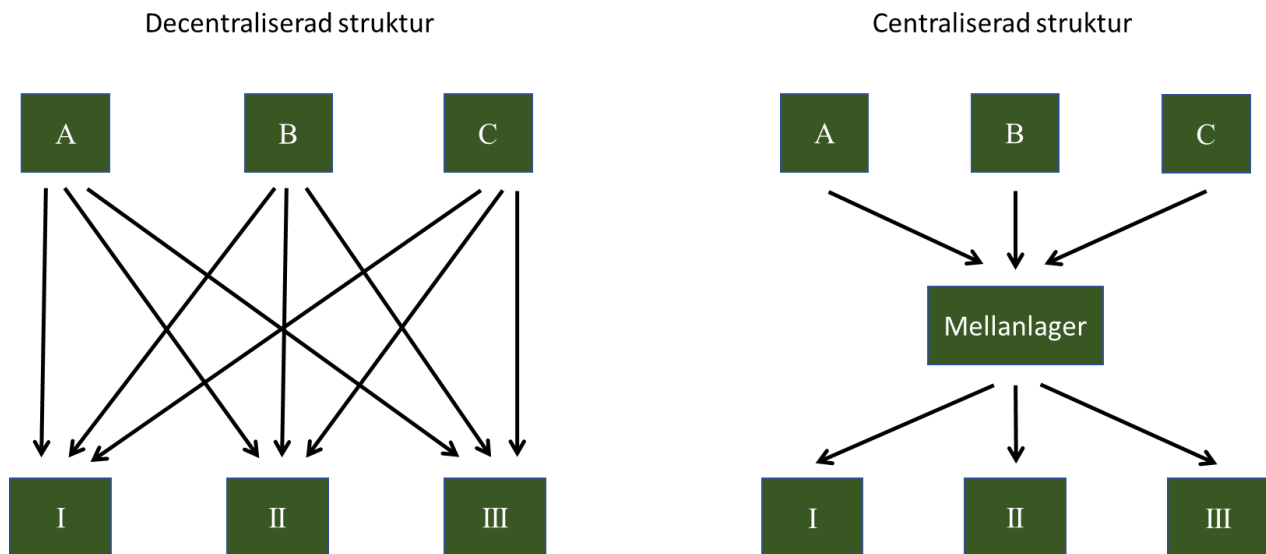 Decentraliserad struktur
Centraliserad struktur
A
B
C
A
B
C
Mellanlager
I
II
III
I
II
III